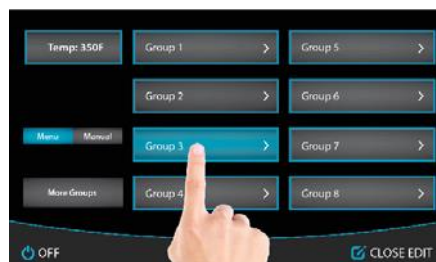 Temp: 350F
Group 1
Group 5
Group 2
Group 6
Menu
Manual
Group 3
Group 7
More Groups
Group 4
Group 8
OFF
CLOSE EDIT